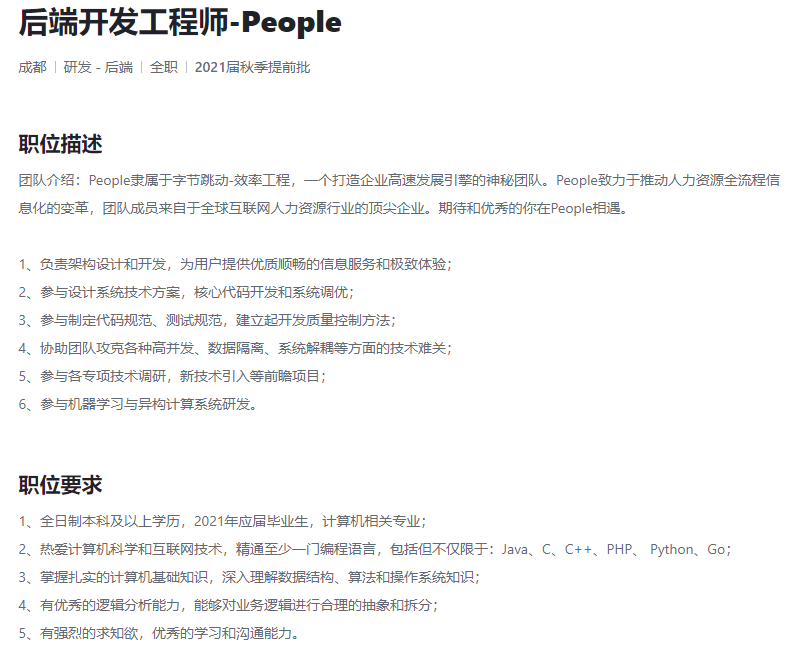 后端开发工程师-People
成都 | 研发 - 后端 | 全职 | 2021届秋季提前批
职位描述
团队介绍：People隶属于字节跳动-效率工程，一个打造企业高速发展引擎的神秘团队。People致力于推动人力资源全流程信
息化的变革，团队成员来自于全球互联网人力资源行业的顶尖企业。期待和优秀的你在People相遇。
1、负责架构设计和开发，为用户提供优质顺畅的信息服务和极致体验；
2、参与设计系统技术方案，核心代码开发和系统调优；
3、参与制定代码规范、测试规范，建立起开发质量控制方法；
4、协助团队攻克各种高并发、数据隔离、系统解耦等方面的技术难关；
5、参与各专项技术调研，新技术引入等前瞻项目；
6、参与机器学习与异构计算系统研发。
职位要求
1、全日制本科及以上学历，2021年应届毕业生，计算机相关专业；
2、热爱计算机科学和互联网技术，精通至少一门编程语言，包括但不仅限于：Java、C、C++、PHP、 Python、Go；
3、掌握扎实的计算机基础知识，深入理解数据结构、算法和操作系统知识；
4、有优秀的逻辑分析能力，能够对业务逻辑进行合理的抽象和拆分；
5、有强烈的求知欲，优秀的学习和沟通能力。